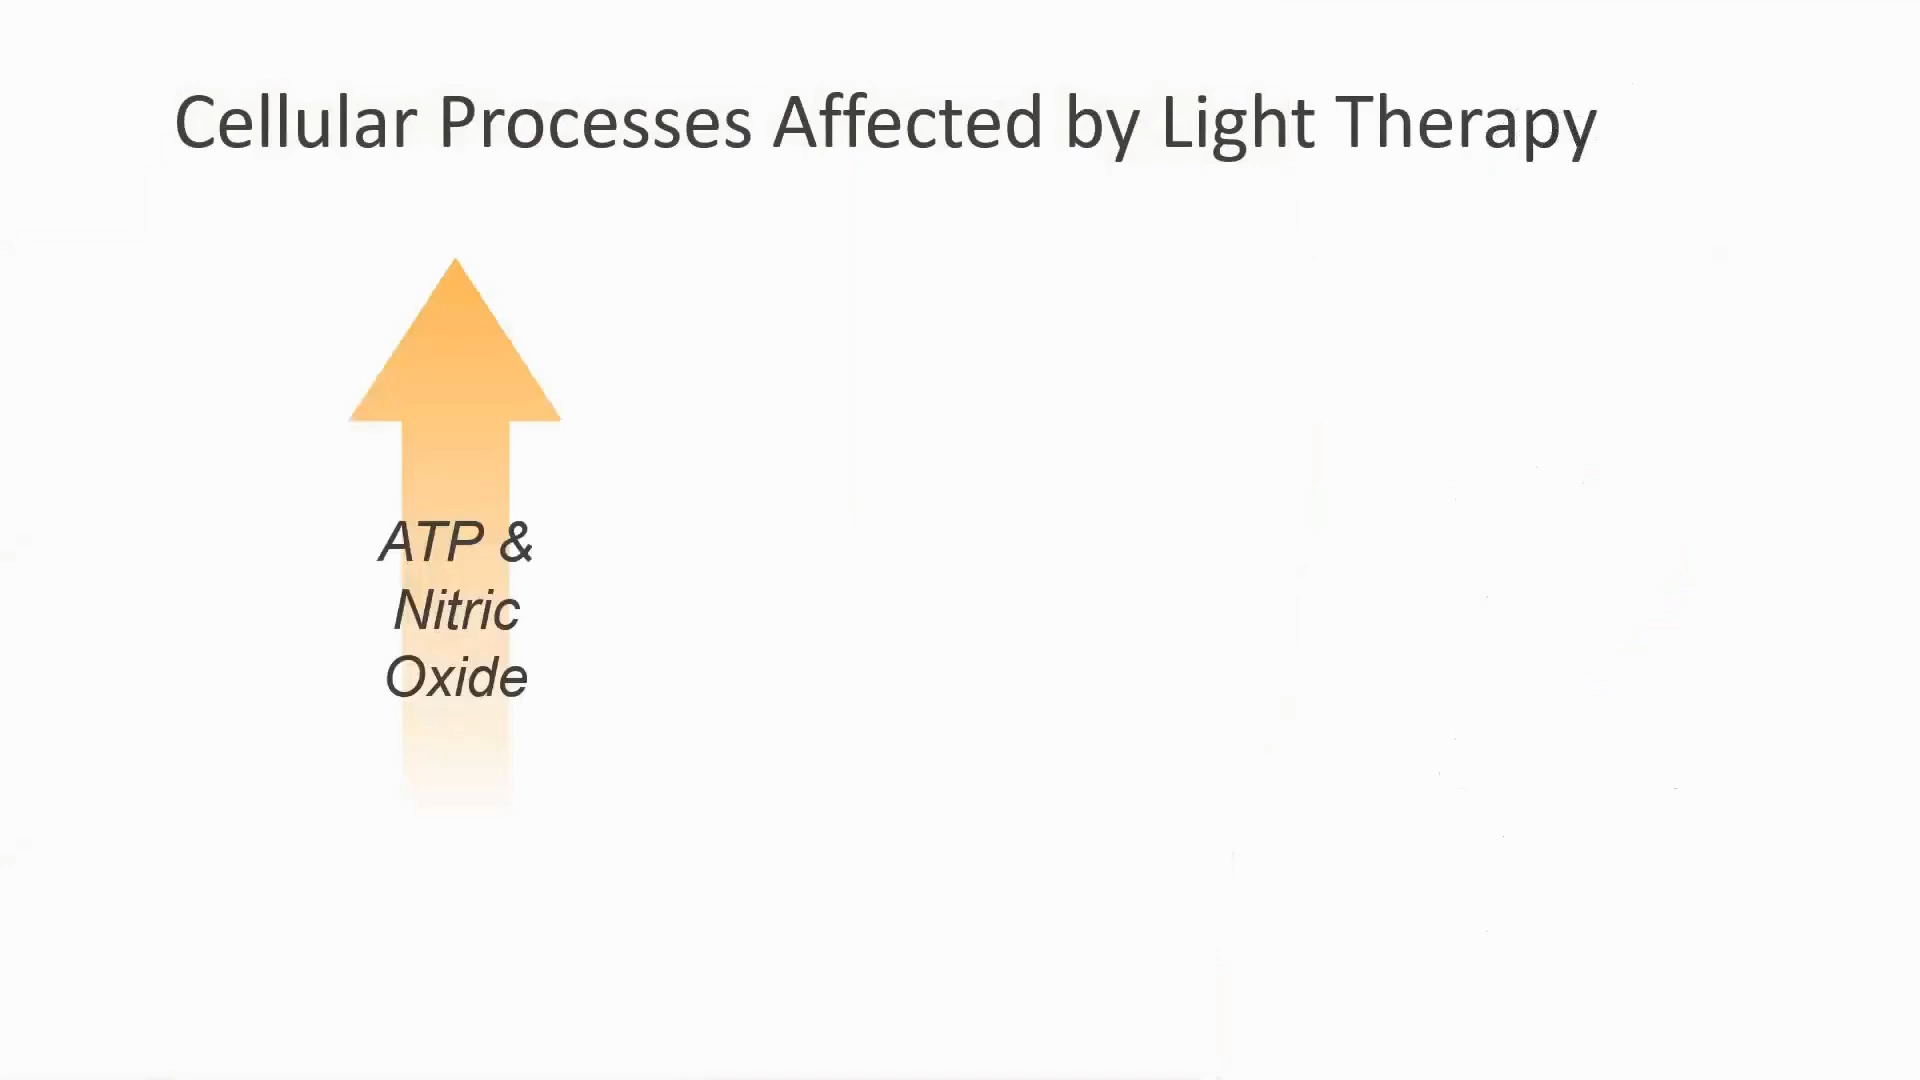 Cellular Processes Affected by Light Therapy
ATP &
Nitric
Oxide